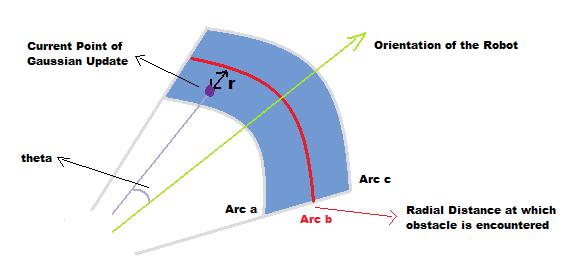 Current Point of
Gaussian Update
Orientation of the Robot
r
theta
Arc c
Arc a
Arc b
Radial Distance at which
obstacle is encountered